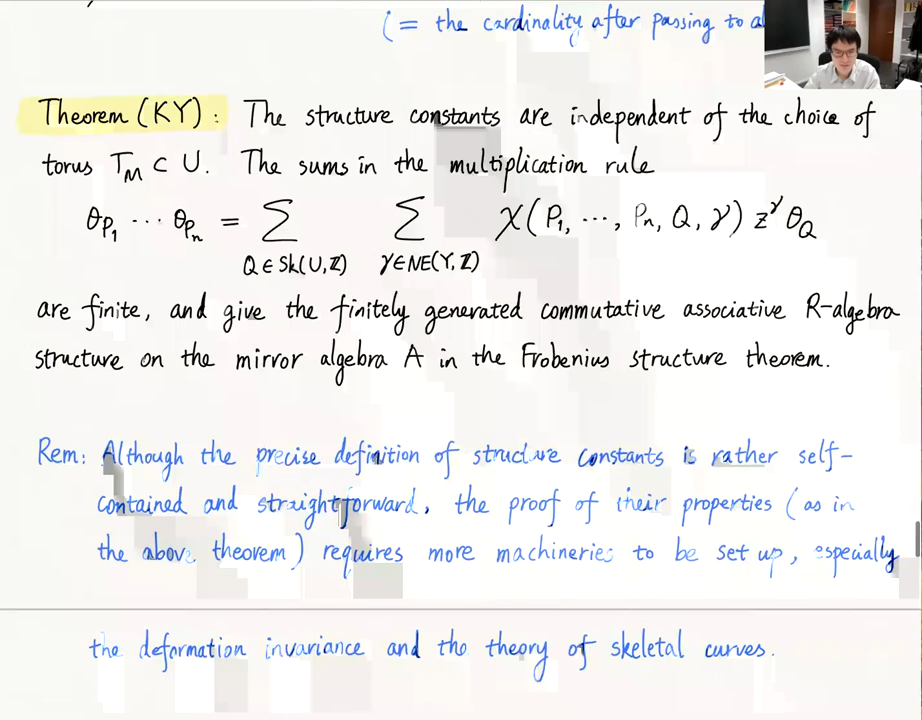 (= the cardinality after passing to
Theorem (KY): The structure constants are independent of the choice of
torus T_M ⊂ U. The sums in the multiplication rule
θ_{P_1} ⋯ θ_{P_n} = ∑_{Q∈Sk(U,ℤ)} ∑_{γ∈NE(Y,ℤ)} χ(P_1, ⋯, P_n, Q, γ) z^γ θ_Q
are finite, and give the finitely generated commutative associative R-algebra
structure on the mirror algebra A in the Frobenius structure theorem.
Rem: Although the precise definition of structure constants is rather self-
contained and straightforward, the proof of their properties (as in
the above theorem) requires more machineries to be set up, especially
the deformation invariance and the theory of skeletal curves.